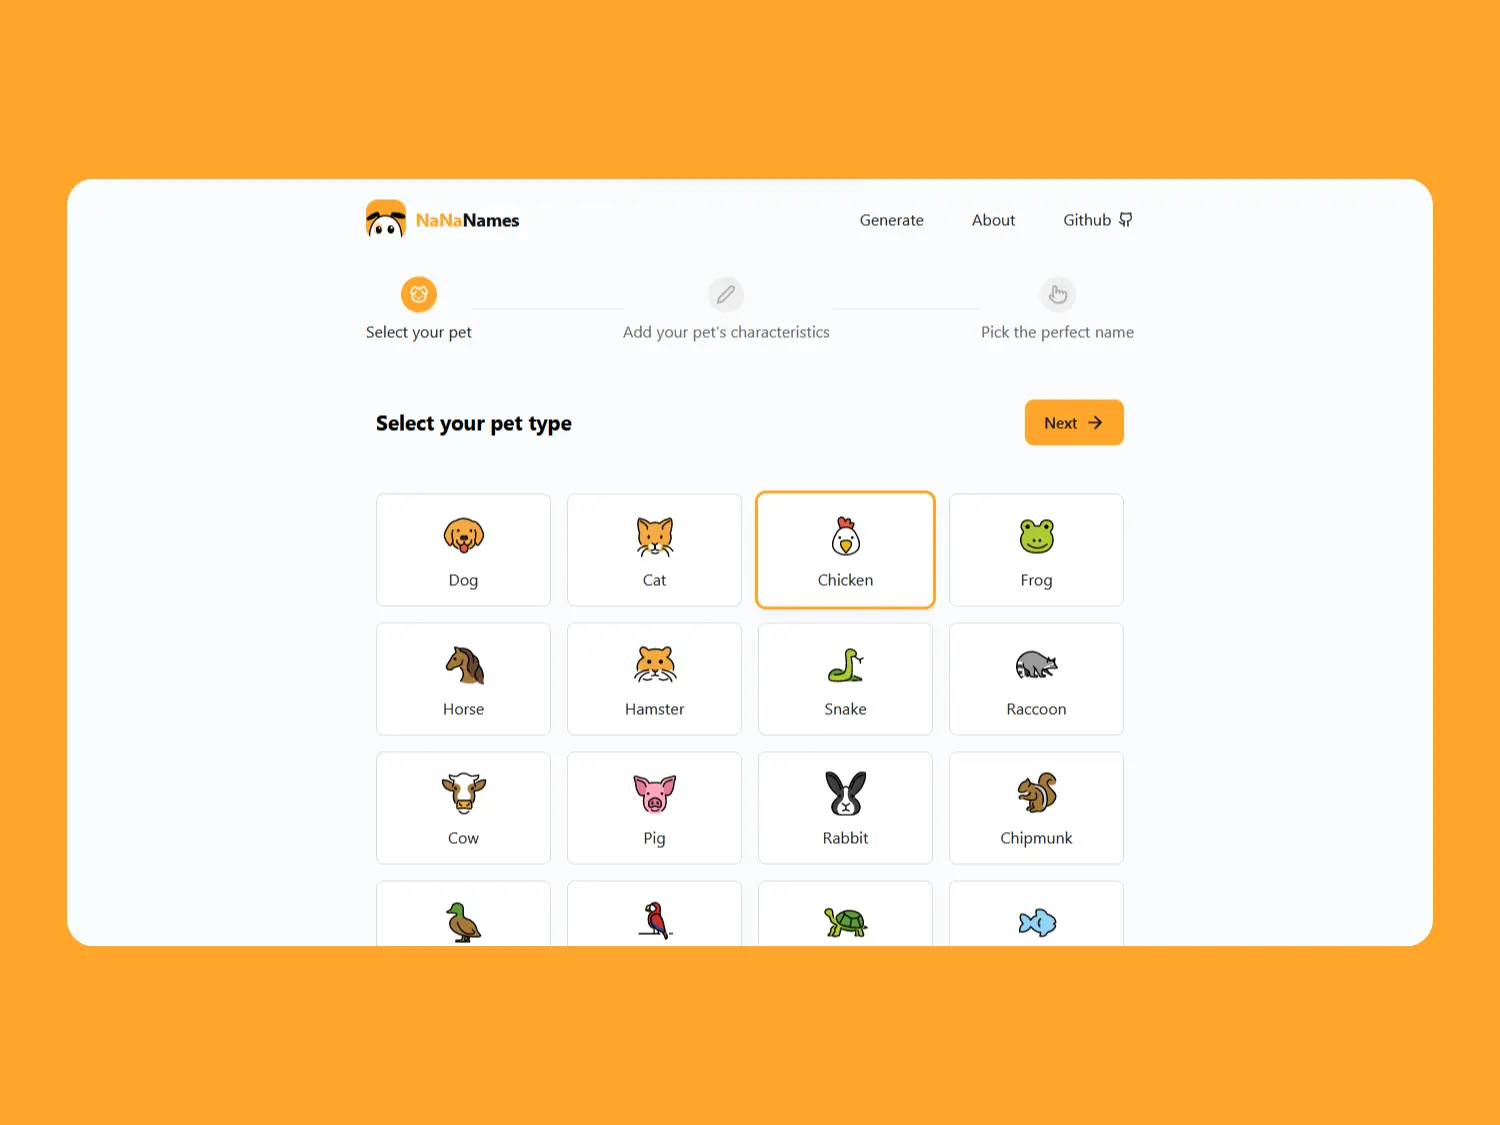 NaNaNames
Generate
About
Github
Select your pet
Add your pet's characteristics
Pick the perfect name
Select your pet type
Next
Dog
Cat
Chicken
Frog
Horse
Hamster
Snake
Raccoon
Cow
Pig
Rabbit
Chipmunk